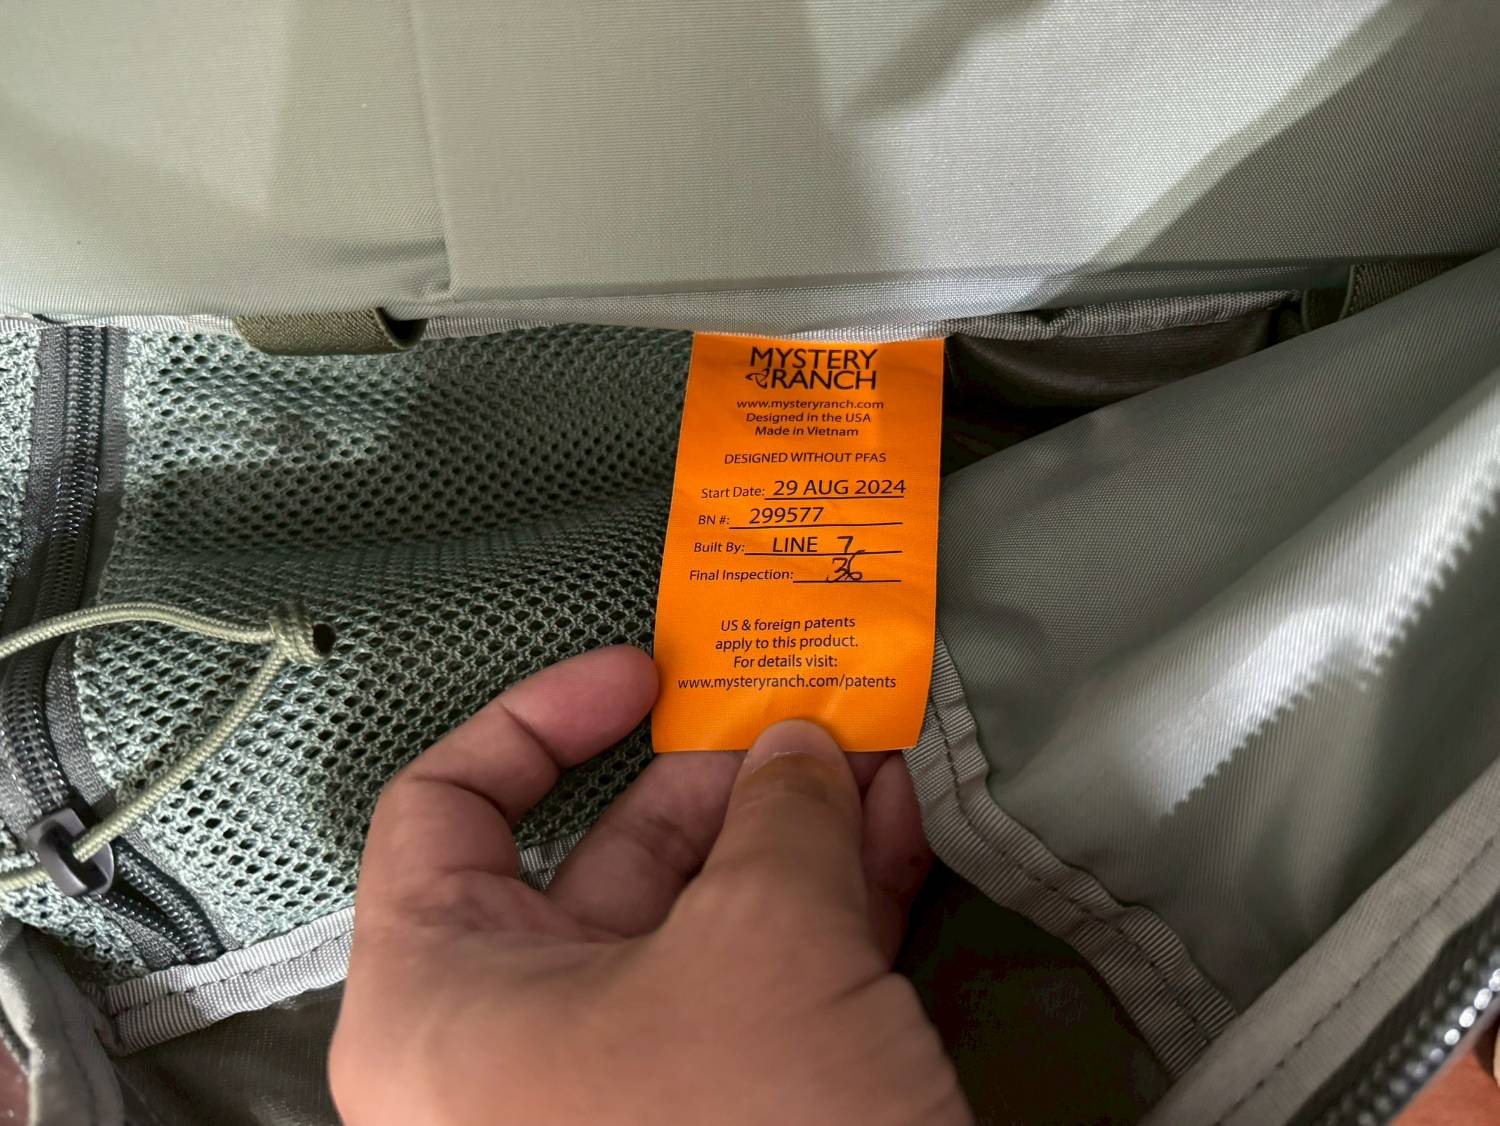 MYSTERY
RANCH
www.mysteryranch.com
Designed in the USA
Made in Vietnam
DESIGNED WITHOUT PFAS
Start Date: 29 AUG 2024
BN #: 299577
Built By: LINE 7
Final Inspection: 36
US & foreign patents
apply to this product.
For details visit:
www.mysteryranch.com/patents